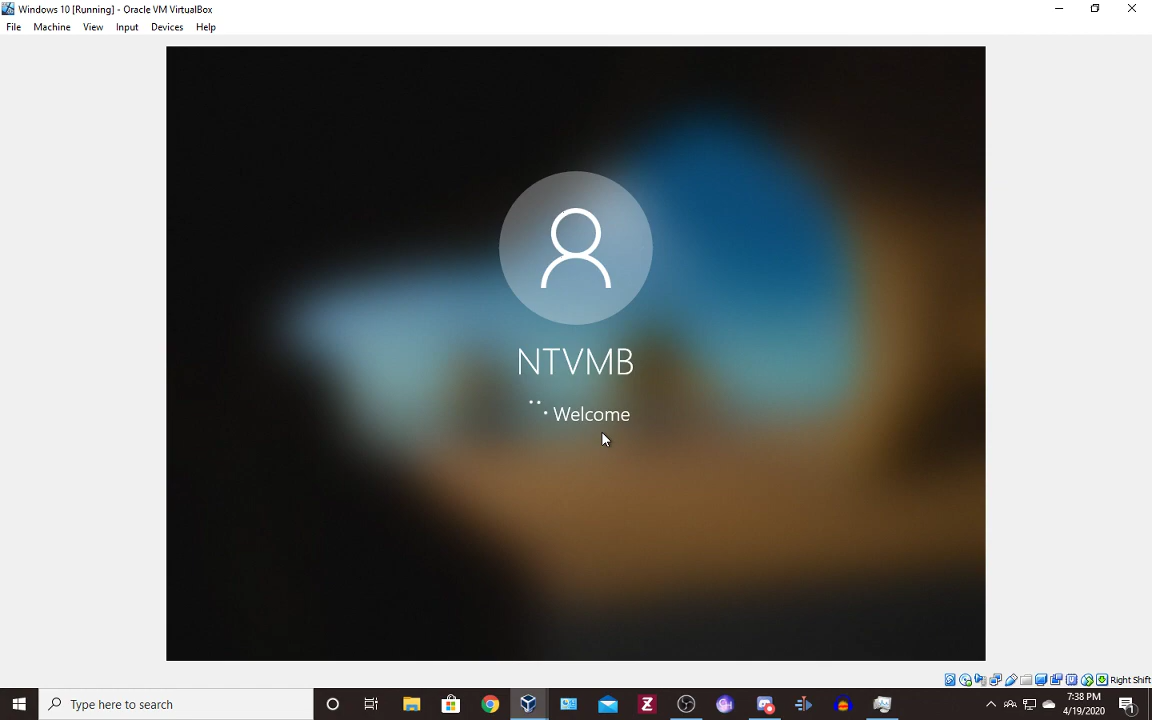 Windows 10 [Running] - Oracle VM VirtualBox
File Machine View Input Devices Help
NTVMB
Welcome
Right Shift
Type here to search
7:38 PM
4/19/2020
1